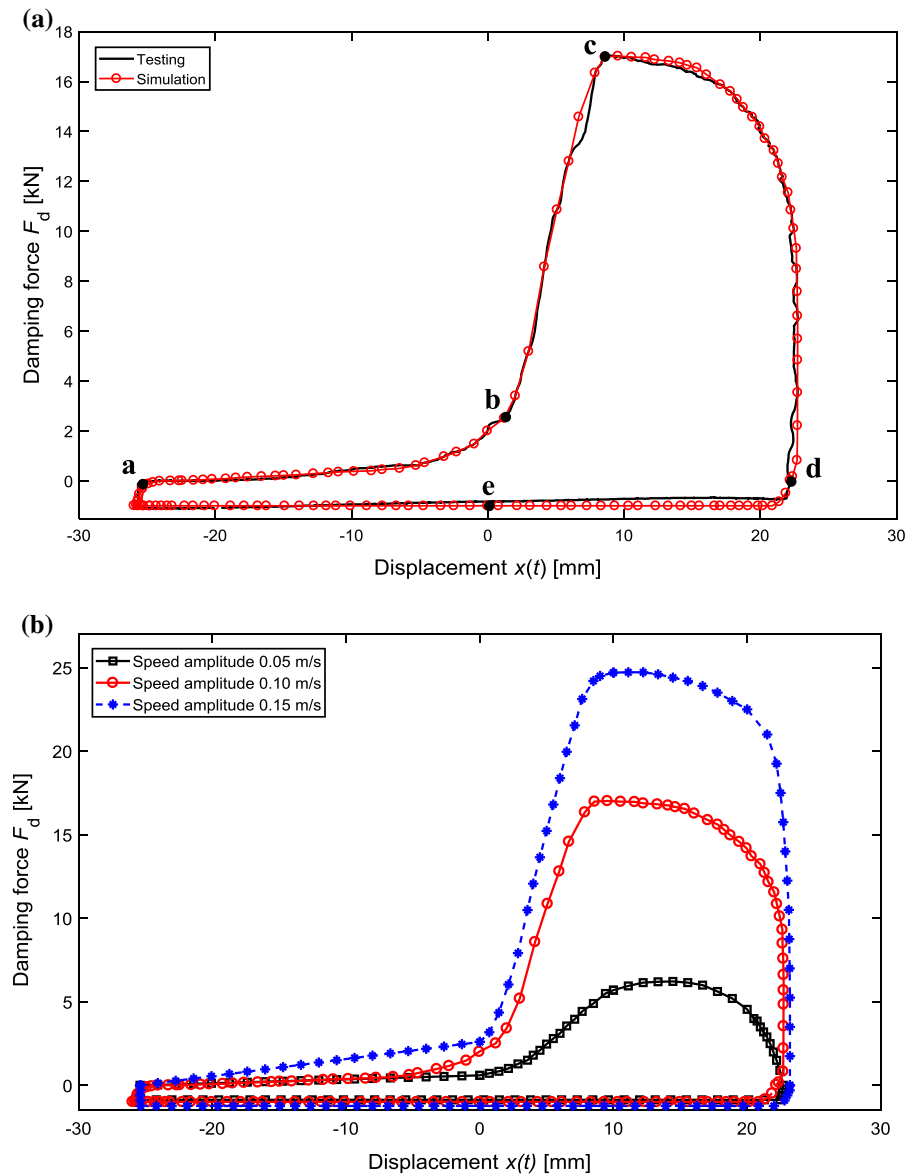 (a)
18
16
14
12
10
8
6
4
2
0
Damping force F_d [kN]
Testing
Simulation
a
b
c
d
e
-30
-20
-10
0
10
20
30
Displacement x(t) [mm]
(b)
25
20
15
10
5
0
Damping force F_d [kN]
Speed amplitude 0.05 m/s
Speed amplitude 0.10 m/s
Speed amplitude 0.15 m/s
-30
-20
-10
0
10
20
30
Displacement x(t) [mm]